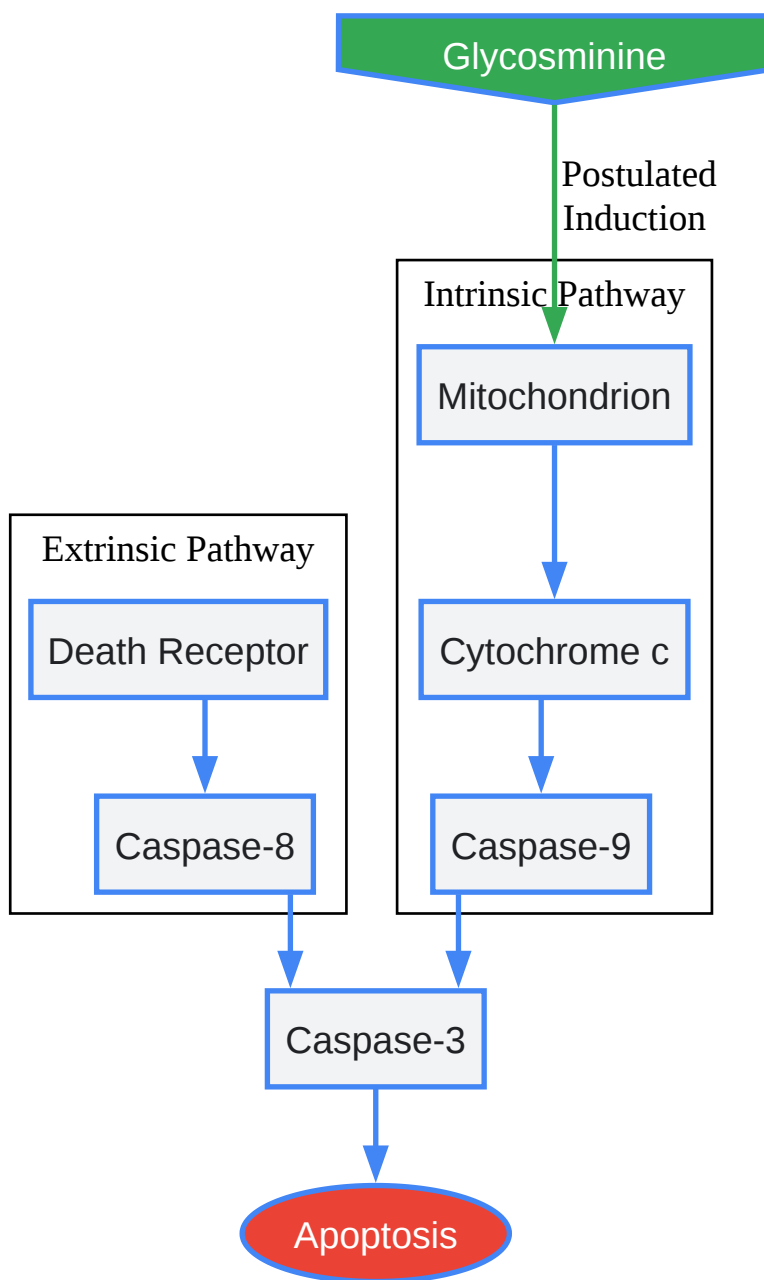 Glycosminine
Postulated
Induction
Intrinsic Pathway
Mitochondrion
Extrinsic Pathway
Death Receptor
Cytochrome c
Caspase-8
Caspase-9
Caspase-3
Apoptosis